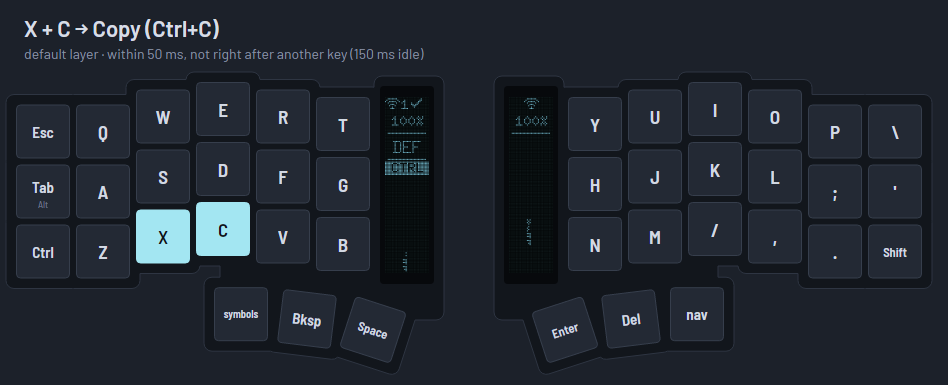 X + C → Copy (Ctrl+C)
default layer · within 50 ms, not right after another key (150 ms idle)
Esc Q W E R T
1✓
100%
DEF
CTRL
100%
Y U I O P \
Tab A S D F G
Alt
H J K L ; '
Ctrl Z X C V B
N M / , . Shift
symbols Bksp Space
Enter Del nav